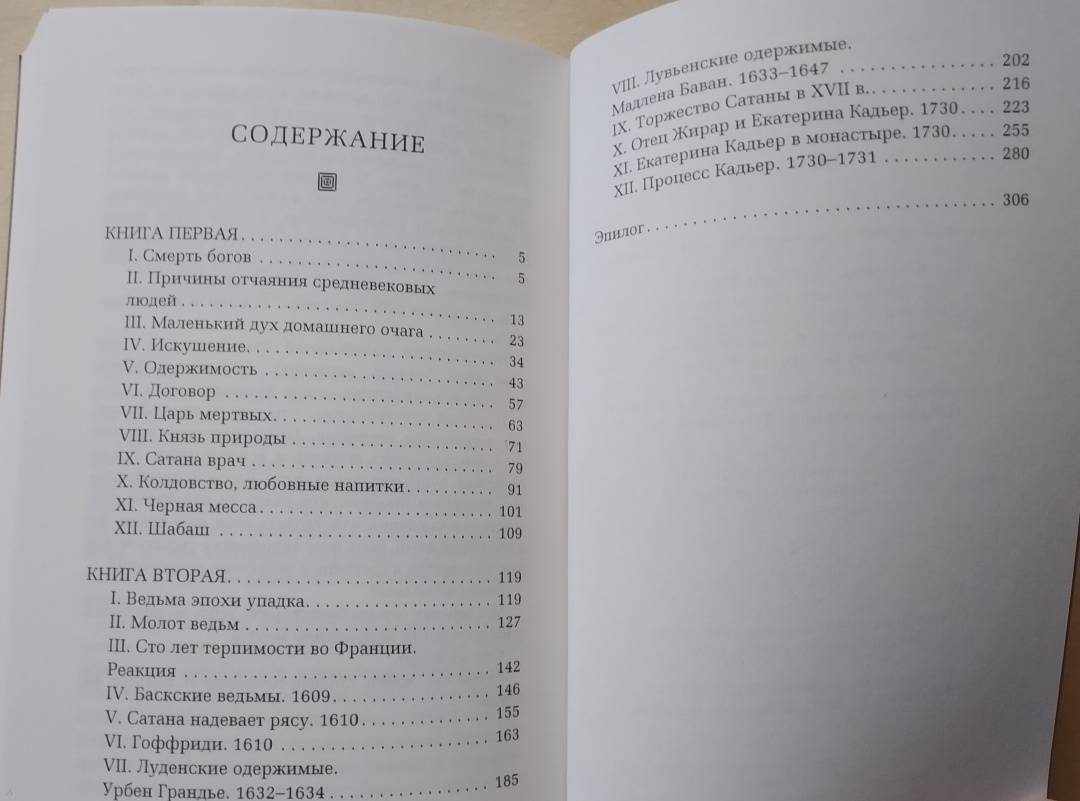 СОДЕРЖАНИЕ
КНИГА ПЕРВАЯ. . . . . . . . . . . . . . . . . . . . . . . . 5
I. Смерть богов . . . . . . . . . . . . . . . . . . . . . . 5
II. Причины отчаяния средневековых
людей . . . . . . . . . . . . . . . . . . . . . . . . . . . 13
III. Маленький дух домашнего очага . . . . . . . 23
IV. Искушение. . . . . . . . . . . . . . . . . . . . . . . 34
V. Одержимость . . . . . . . . . . . . . . . . . . . . . 43
VI. Договор . . . . . . . . . . . . . . . . . . . . . . . . 57
VII. Царь мертвых. . . . . . . . . . . . . . . . . . . . 63
VIII. Князь природы . . . . . . . . . . . . . . . . . . 71
IX. Сатана врач . . . . . . . . . . . . . . . . . . . . . 79
X. Колдовство, любовные напитки. . . . . . . . . 91
XI. Черная месса. . . . . . . . . . . . . . . . . . . . . 101
XII. Шабаш . . . . . . . . . . . . . . . . . . . . . . . . 109
КНИГА ВТОРАЯ. . . . . . . . . . . . . . . . . . . . . . . 119
I. Ведьма эпохи упадка. . . . . . . . . . . . . . . . 119
II. Молот ведьм . . . . . . . . . . . . . . . . . . . . . 127
III. Сто лет терпимости во Франции.
Реакция . . . . . . . . . . . . . . . . . . . . . . . . . . 142
IV. Баскские ведьмы. 1609. . . . . . . . . . . . . . 146
V. Сатана надевает рясу. 1610. . . . . . . . . . . . 155
VI. Гоффриди. 1610 . . . . . . . . . . . . . . . . . . . 163
VII. Луденские одержимые.
Урбен Грандье. 1632–1634 . . . . . . . . . . . . . . 185
VIII. Лувьенские одержимые.
Мадлена Баван. 1633–1647 . . . . . . . . . . . . . . 202
IX. Торжество Сатаны в XVII в.. . . . . . . . . . . . 216
X. Отец Жирар и Екатерина Кадьер. 1730. . . . 223
XI. Екатерина Кадьер в монастыре. 1730. . . . . 255
XII. Процесс Кадьер. 1730–1731 . . . . . . . . . . . 280
Эпилог. . . . . . . . . . . . . . . . . . . . . . . . . . . . . 306